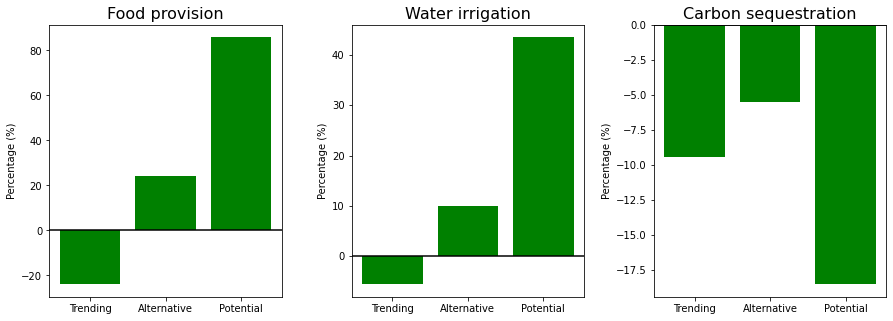 Food provision
Percentage (%)
80
60
40
20
0
−20
Trending Alternative Potential
Water irrigation
Percentage (%)
40
30
20
10
0
Trending Alternative Potential
Carbon sequestration
Percentage (%)
0.0
−2.5
−5.0
−7.5
−10.0
−12.5
−15.0
−17.5
Trending Alternative Potential